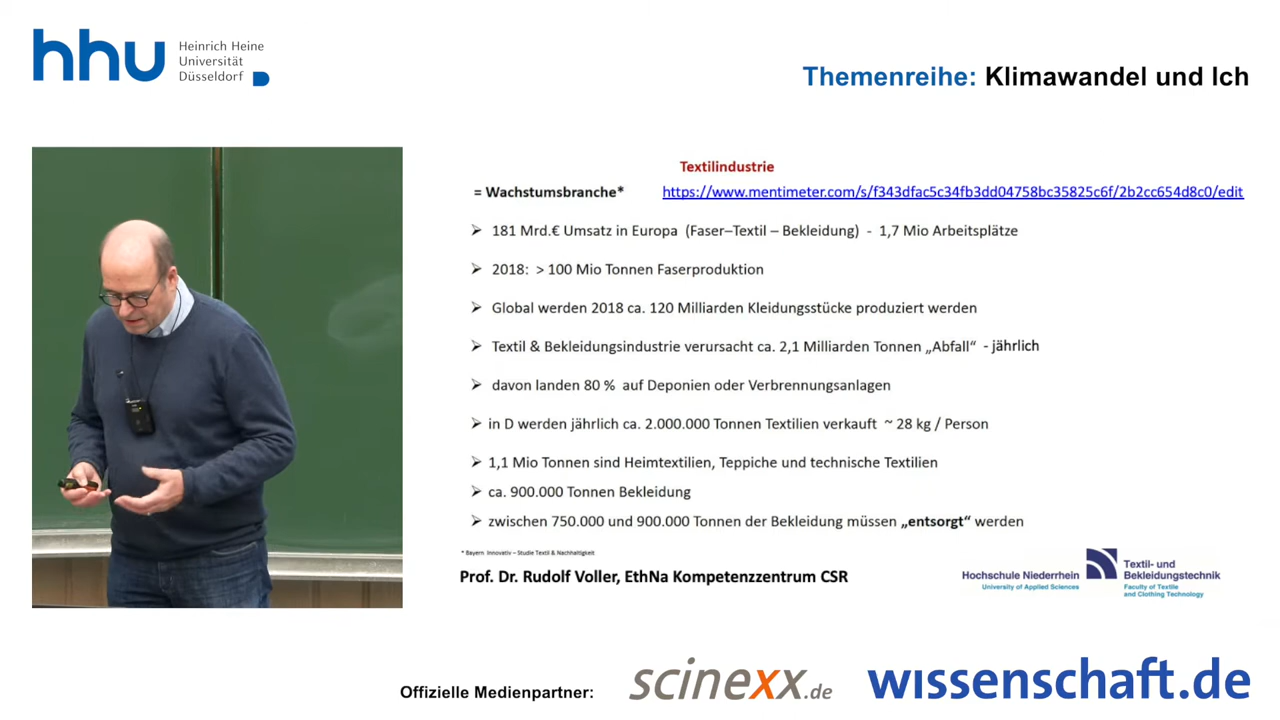 hhu Heinrich Heine
Universität
Düsseldorf
Themenreihe: Klimawandel und Ich
Textilindustrie
= Wachstumsbranche* https://www.mentimeter.com/s/f343dfac5c34fb3dd04758bc35825c6f/2b2cc654d8c0/edit
➢ 181 Mrd.€ Umsatz in Europa (Faser–Textil – Bekleidung) - 1,7 Mio Arbeitsplätze
➢ 2018: > 100 Mio Tonnen Faserproduktion
➢ Global werden 2018 ca. 120 Milliarden Kleidungsstücke produziert werden
➢ Textil & Bekleidungsindustrie verursacht ca. 2,1 Milliarden Tonnen „Abfall“ - jährlich
➢ davon landen 80 % auf Deponien oder Verbrennungsanlagen
➢ in D werden jährlich ca. 2.000.000 Tonnen Textilien verkauft ~ 28 kg / Person
➢ 1,1 Mio Tonnen sind Heimtextilien, Teppiche und technische Textilien
➢ ca. 900.000 Tonnen Bekleidung
➢ zwischen 750.000 und 900.000 Tonnen der Bekleidung müssen „entsorgt“ werden
* Bayern Innovativ – Studie Textil & Nachhaltigkeit
Prof. Dr. Rudolf Voller, EthNa Kompetenzzentrum CSR
Hochschule Niederrhein
University of Applied Sciences
Textil- und
Bekleidungstechnik
Faculty of Textile
and Clothing Technology
Offizielle Medienpartner: scinexx.de wissenschaft.de